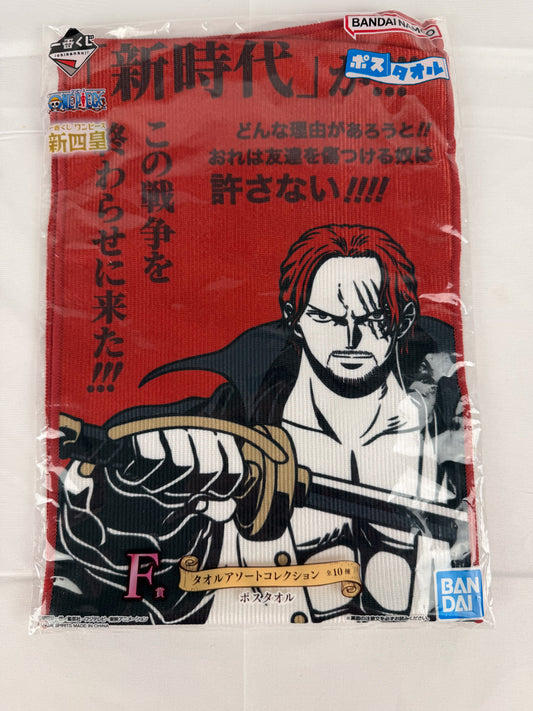 一番くじ
BANDAI NAMCO
ポスタオル
「新時代」が!!!
ONE PIECE
一番くじ ワンピース
新四皇
どんな理由があろうと!!
おれは友達を傷つける奴は
許さない!!!!
この戦争を
終わらせに来た!!!
F賞
タオルアソートコレクション 全10種
ポスタオル
BAN
DAI
MADE IN CHINA